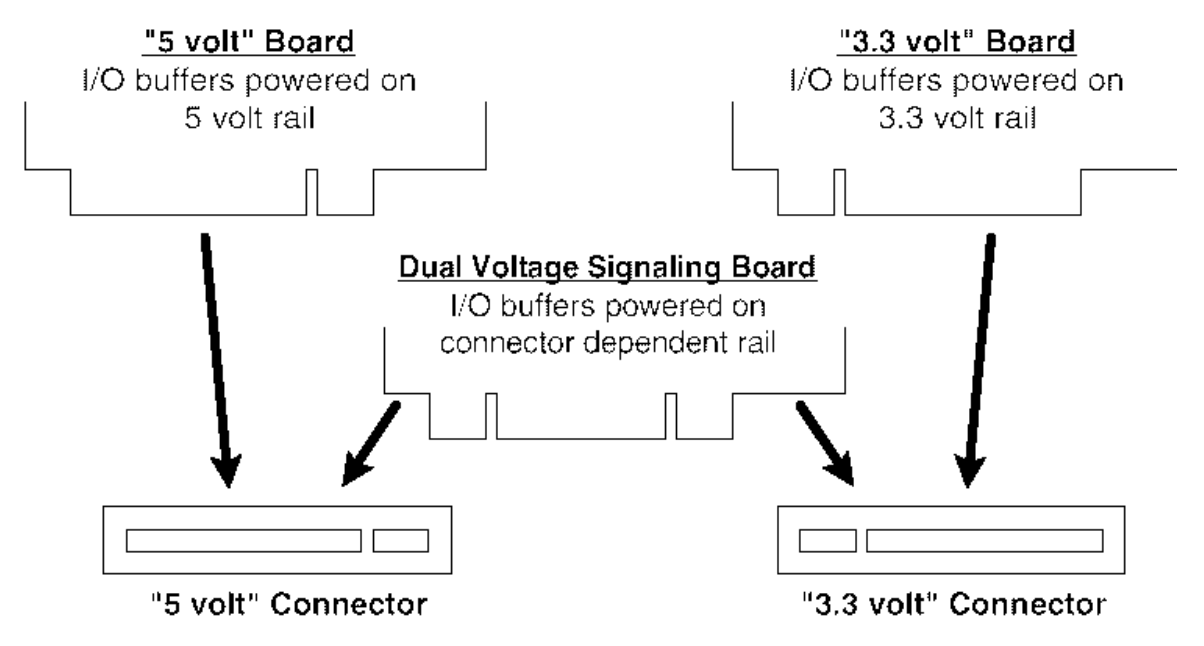 "5 volt" Board
I/O buffers powered on
5 volt rail
"3.3 volt" Board
I/O buffers powered on
3.3 volt rail
Dual Voltage Signaling Board
I/O buffers powered on
connector dependent rail
"5 volt" Connector
"3.3 volt" Connector